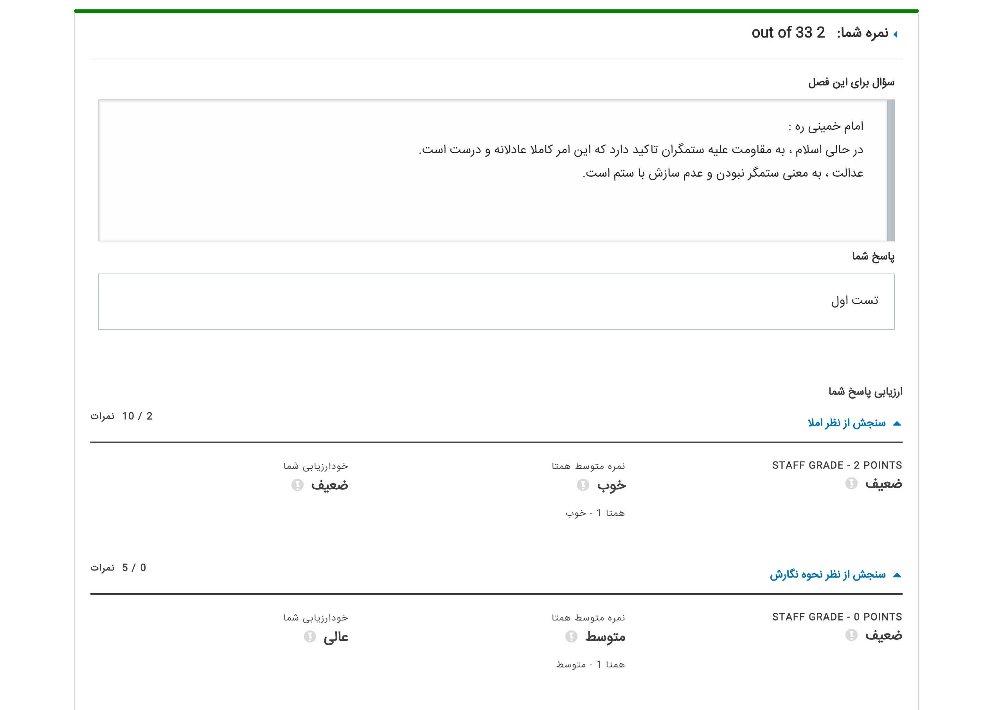 نمره شما: 2 out of 33
سؤال برای این فصل
امام خمینی ره :
در حالی اسلام ، به مقاومت علیه ستمگران تاکید دارد که این امر کاملا عادلانه و درست است.
عدالت ، به معنی ستمگر نبودن و عدم سازش با ستم است.
پاسخ شما
تست اول
ارزیابی پاسخ شما
سنجش از نظر املا
2 / 10 نمرات
STAFF GRADE - 2 POINTS
ضعیف
نمره متوسط همتا
خوب
همتا 1 - خوب
خودارزیابی شما
ضعیف
سنجش از نظر نحوه نگارش
0 / 5 نمرات
STAFF GRADE - 0 POINTS
ضعیف
نمره متوسط همتا
متوسط
همتا 1 - متوسط
خودارزیابی شما
عالی